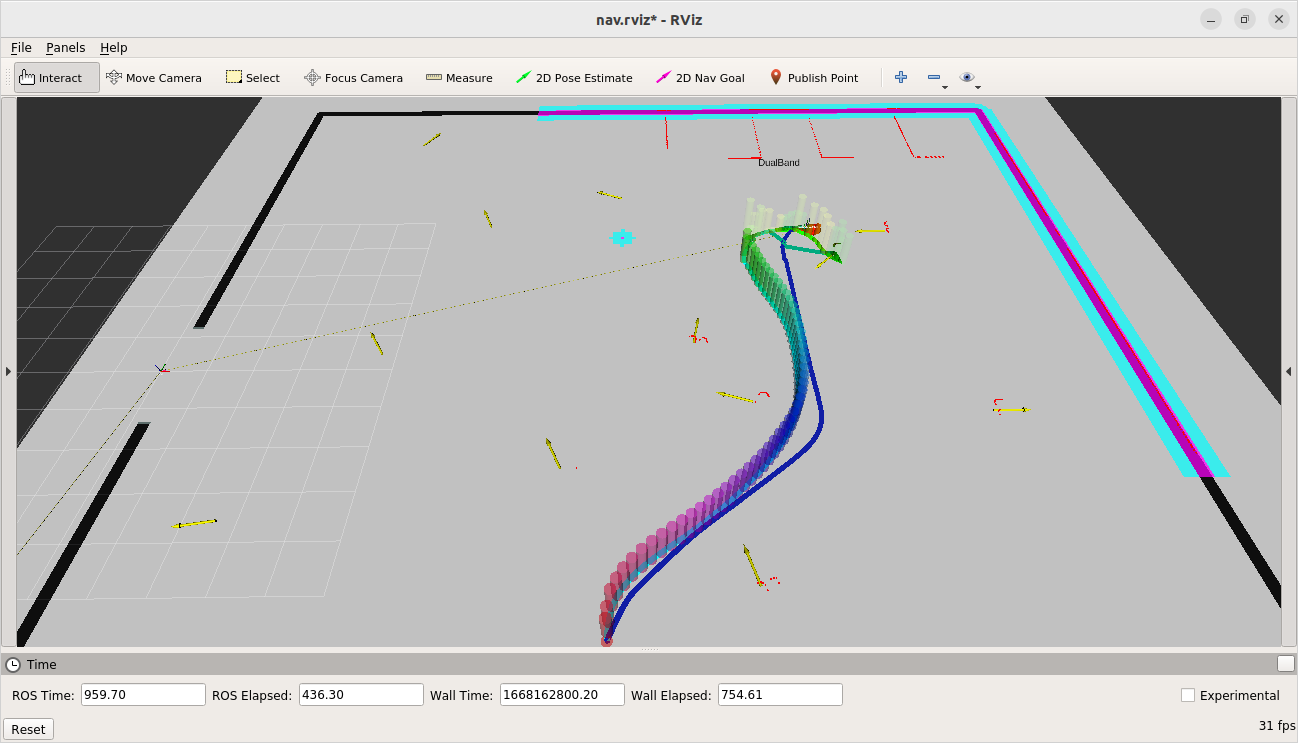 nav.rviz* - RViz
File Panels Help
Interact Move Camera Select Focus Camera Measure 2D Pose Estimate 2D Nav Goal Publish Point
DualBand
Time
ROS Time: 959.70 ROS Elapsed: 436.30 Wall Time: 1668162800.20 Wall Elapsed: 754.61 Experimental
Reset 31 fps